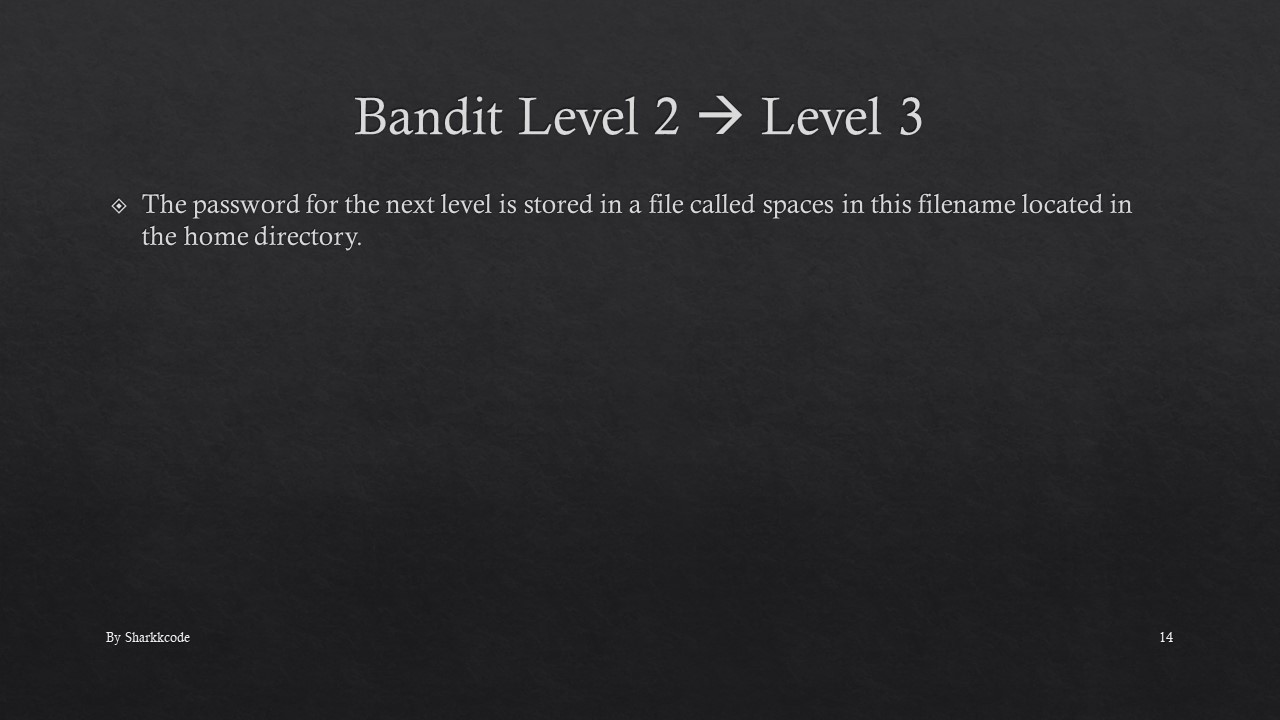 Bandit Level 2 → Level 3
The password for the next level is stored in a file called spaces in this filename located in
the home directory.
By Sharkkcode
14